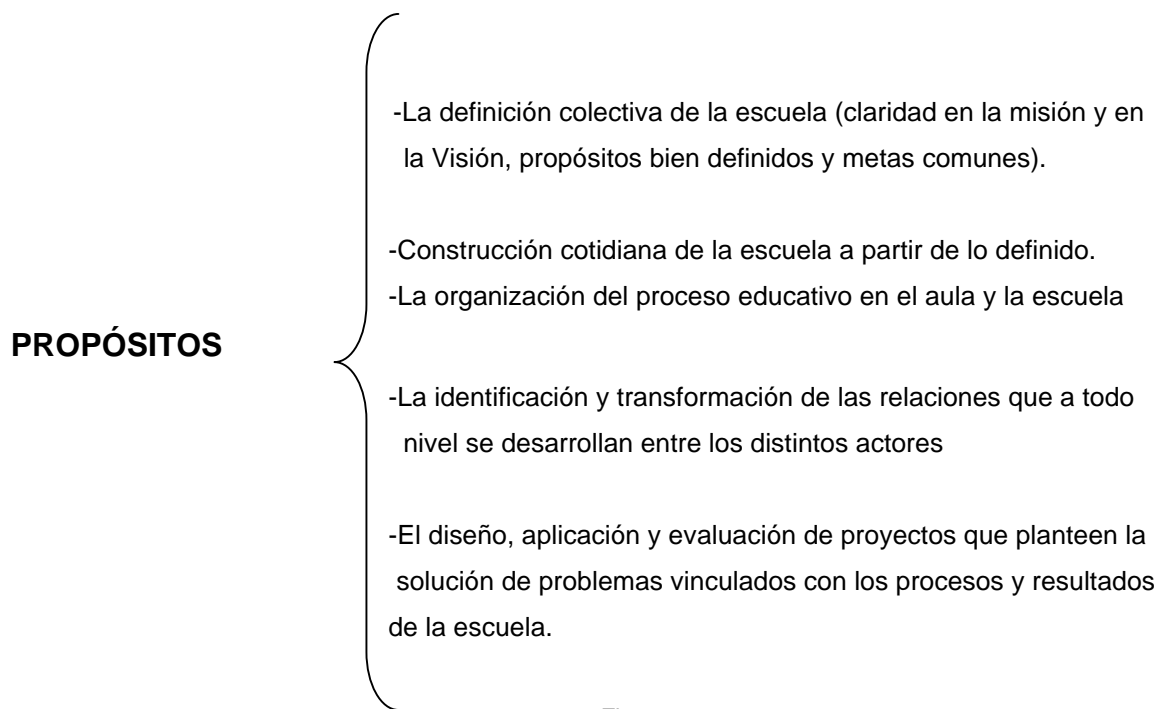 -La definición colectiva de la escuela (claridad en la misión y en
la Visión, propósitos bien definidos y metas comunes).
-Construcción cotidiana de la escuela a partir de lo definido.
-La organización del proceso educativo en el aula y la escuela
PROPÓSITOS
-La identificación y transformación de las relaciones que a todo
nivel se desarrollan entre los distintos actores
-El diseño, aplicación y evaluación de proyectos que planteen la
solución de problemas vinculados con los procesos y resultados
de la escuela.